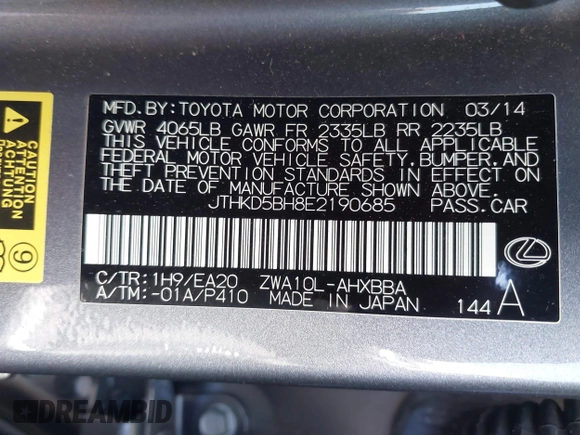 MFD. BY: TOYOTA MOTOR CORPORATION 03/14
GVWR 4065LB GAWR FR 2335LB RR 2235LB
THIS VEHICLE CONFORMS TO ALL APPLICABLE
FEDERAL MOTOR VEHICLE SAFETY, BUMPER, AND
THEFT PREVENTION STANDARDS IN EFFECT ON
THE DATE OF MANUFACTURE SHOWN ABOVE.
JTHKD5BH8E2190685 PASS. CAR
C/TR: 1H9/EA20 ZWA10L-AHXBBA
A/TM: -01A/P410 MADE IN JAPAN
144 A
CAUTION
ACTUNG
9
DREAMBID